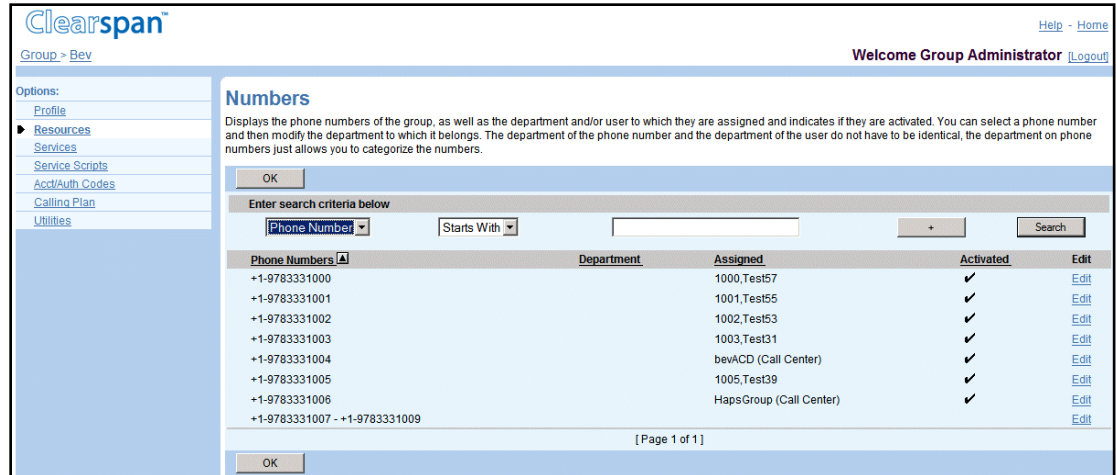 Clearspan™
Help - Home
Group > Bev
Welcome Group Administrator [Logout]
Options:
Profile
Resources
Services
Service Scripts
Acct/Auth Codes
Calling Plan
Utilities
Numbers
Displays the phone numbers of the group, as well as the department and/or user to which they are assigned and indicates if they are activated. You can select a phone number
and then modify the department to which it belongs. The department of the phone number and the department of the user do not have to be identical, the department on phone
numbers just allows you to categorize the numbers.
OK
Enter search criteria below
Phone Number Starts With + Search
Phone Numbers Department Assigned Activated Edit
+1-9783331000 1000,Test57 ✔ Edit
+1-9783331001 1001,Test55 ✔ Edit
+1-9783331002 1002,Test53 ✔ Edit
+1-9783331003 1003,Test31 ✔ Edit
+1-9783331004 bevACD (Call Center) ✔ Edit
+1-9783331005 1005,Test39 ✔ Edit
+1-9783331006 HapsGroup (Call Center) ✔ Edit
+1-9783331007 - +1-9783331009 Edit
[ Page 1 of 1 ]
OK